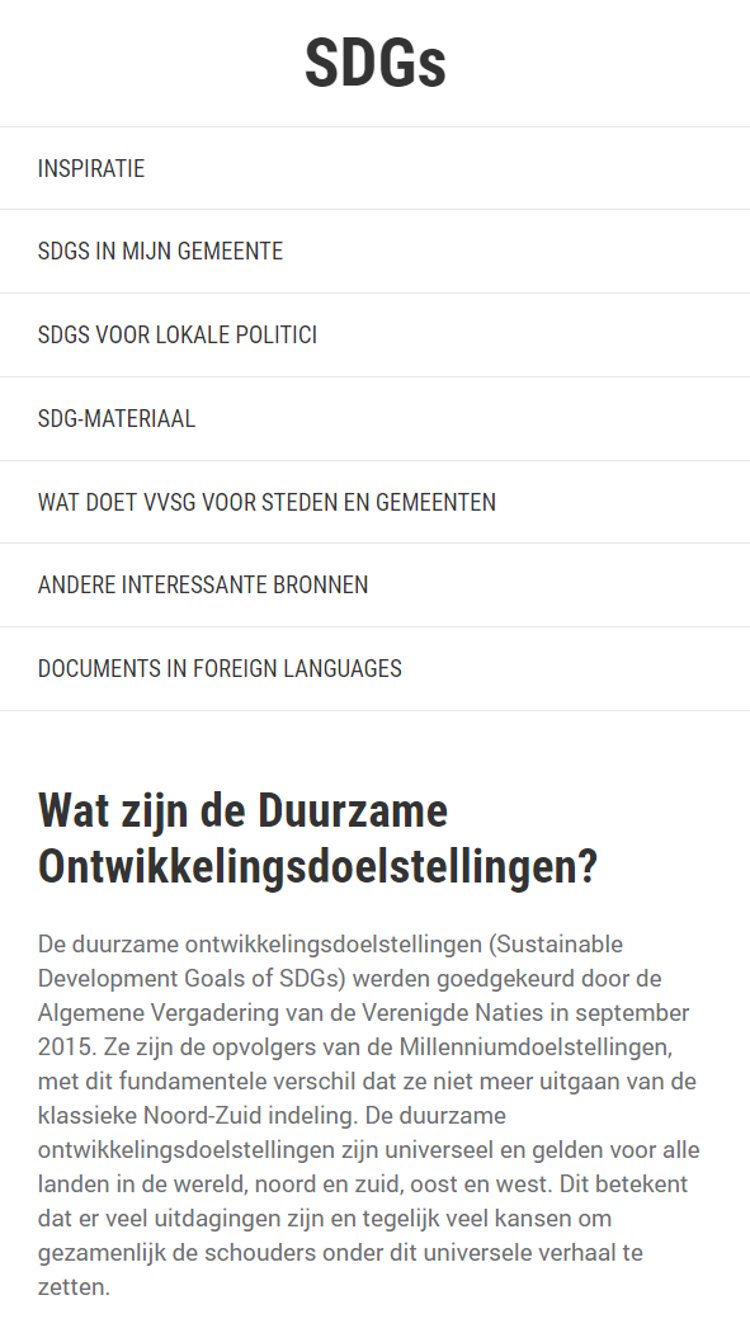 SDGs
INSPIRATIE
SDGS IN MIJN GEMEENTE
SDGS VOOR LOKALE POLITICI
SDG-MATERIAAL
WAT DOET VVSG VOOR STEDEN EN GEMEENTEN
ANDERE INTERESSANTE BRONNEN
DOCUMENTS IN FOREIGN LANGUAGES
Wat zijn de Duurzame
Ontwikkelingsdoelstellingen?
De duurzame ontwikkelingsdoelstellingen (Sustainable
Development Goals of SDGs) werden goedgekeurd door de
Algemene Vergadering van de Verenigde Naties in september
2015. Ze zijn de opvolgers van de Millenniumdoelstellingen,
met dit fundamentele verschil dat ze niet meer uitgaan van de
klassieke Noord-Zuid indeling. De duurzame
ontwikkelingsdoelstellingen zijn universeel en gelden voor alle
landen in de wereld, noord en zuid, oost en west. Dit betekent
dat er veel uitdagingen zijn en tegelijk veel kansen om
gezamenlijk de schouders onder dit universele verhaal te
zetten.